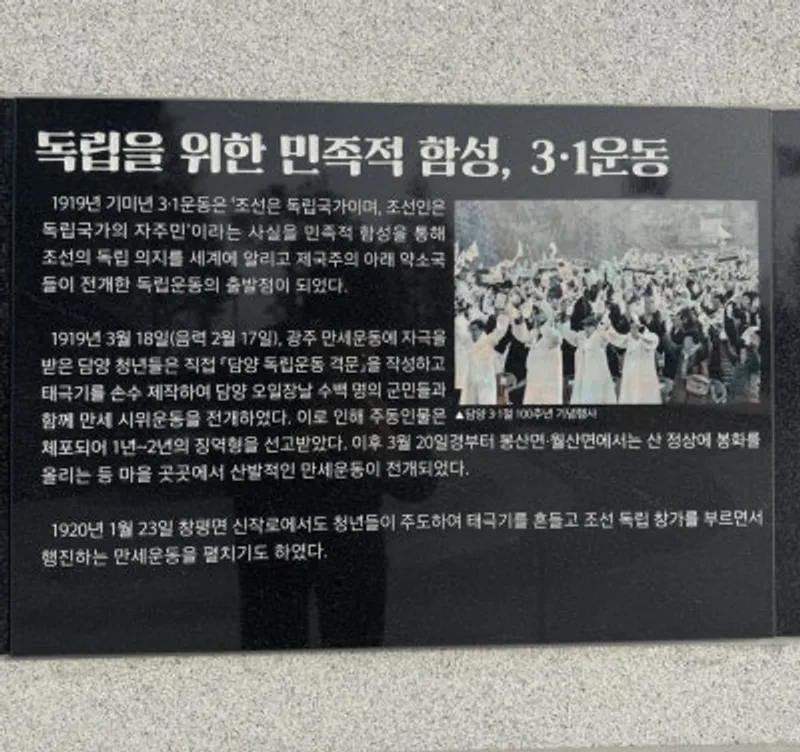 독립을 위한 민족적 함성, 3·1운동
1919년 기미년 3·1운동은 '조선은 독립국가이며, 조선인은
독립국가의 자주민'이라는 사실을 민족적 함성을 통해
조선의 독립 의지를 세계에 알리고 제국주의 아래 약소국
들이 전개한 독립운동의 출발점이 되었다.
1919년 3월 18일(음력 2월 17일), 광주 만세운동에 자극을
받은 담양 청년들은 직접 「담양 독립운동 격문」을 작성하고
태극기를 손수 제작하여 담양 오일장날 수백 명의 군민들과
함께 만세 시위운동을 전개하였다. 이로 인해 주동인물은
▲담양 3·1절 100주년 기념행사
체포되어 1년~2년의 징역형을 선고받았다. 이후 3월 20일경부터 봉산면·월산면에서는 산 정상에 봉화를
올리는 등 마을 곳곳에서 산발적인 만세운동이 전개되었다.
1920년 1월 23일 창평면 신작로에서도 청년들이 주도하여 태극기를 흔들고 조선 독립 창가를 부르면서
행진하는 만세운동을 펼치기도 하였다.